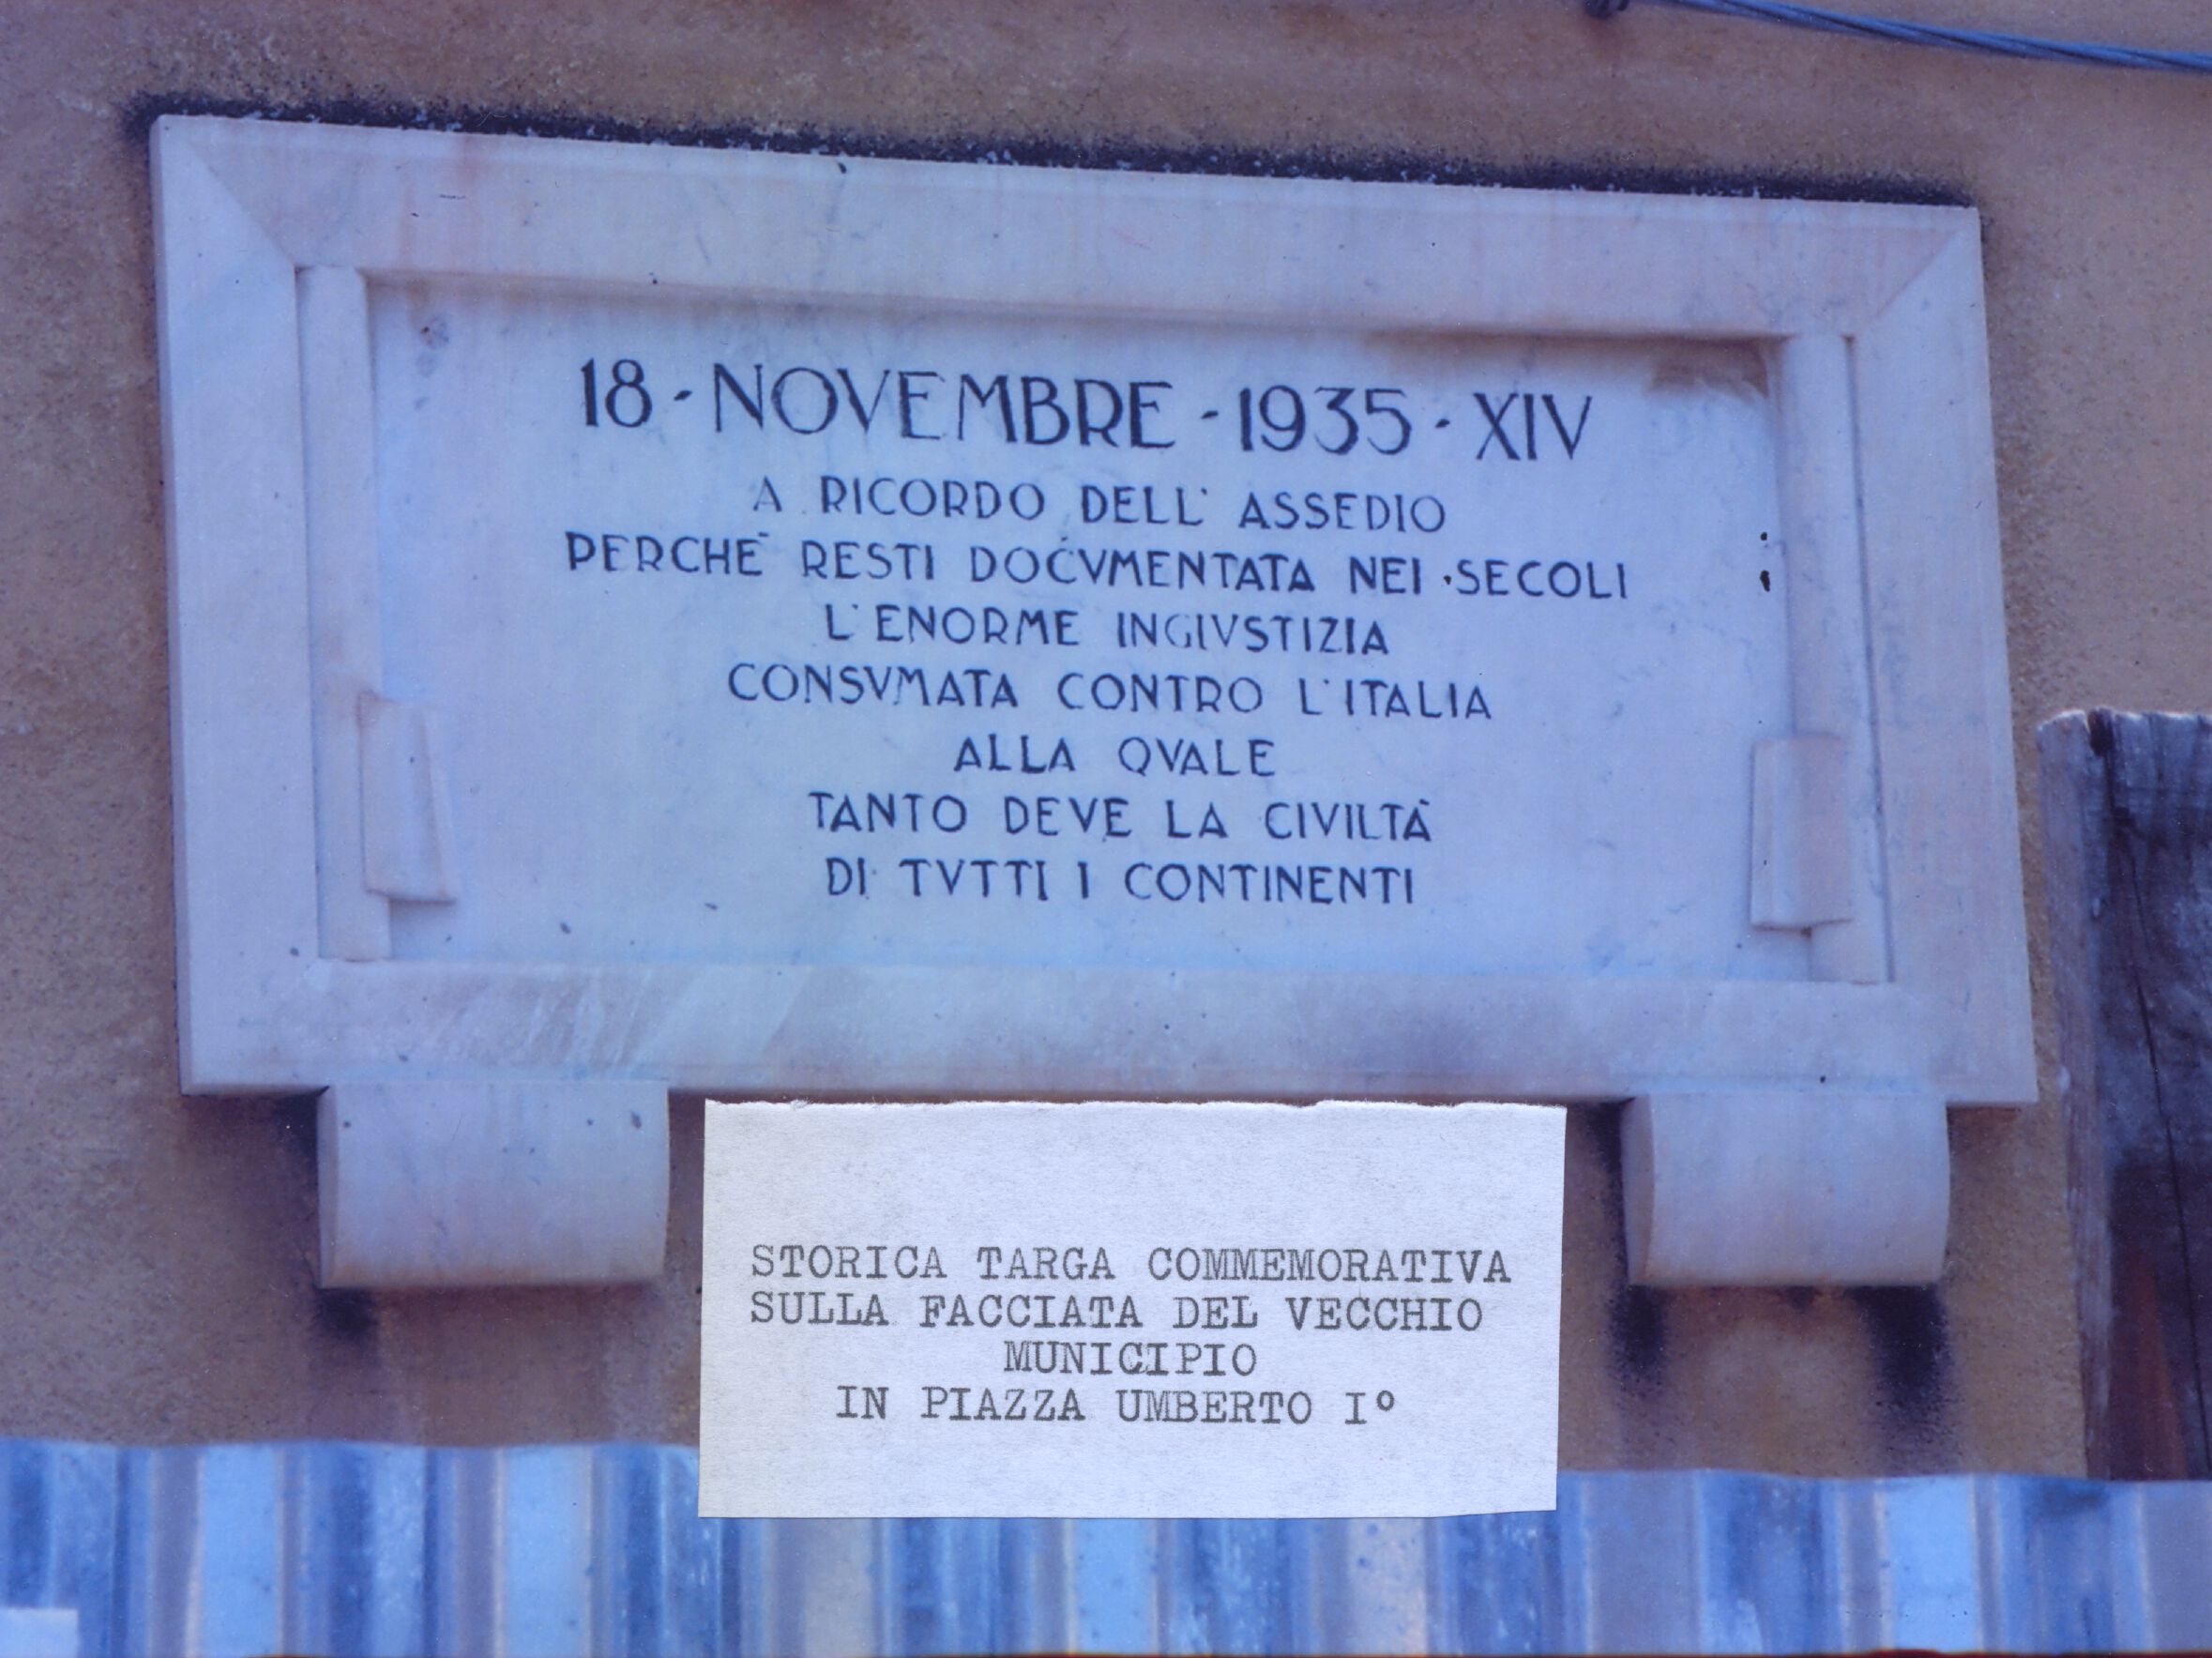 18 · NOVEMBRE · 1935 · XIV
A RICORDO DELL' ASSEDIO
PERCHÈ RESTI DOCVMENTATA NEI SECOLI
L'ENORME INGIVSTIZIA
CONSVMATA CONTRO L'ITALIA
ALLA QVALE
TANTO DEVE LA CIVILTÀ
DI TVTTI I CONTINENTI
STORICA TARGA COMMEMORATIVA
SULLA FACCIATA DEL VECCHIO
MUNICIPIO
IN PIAZZA UMBERTO I°